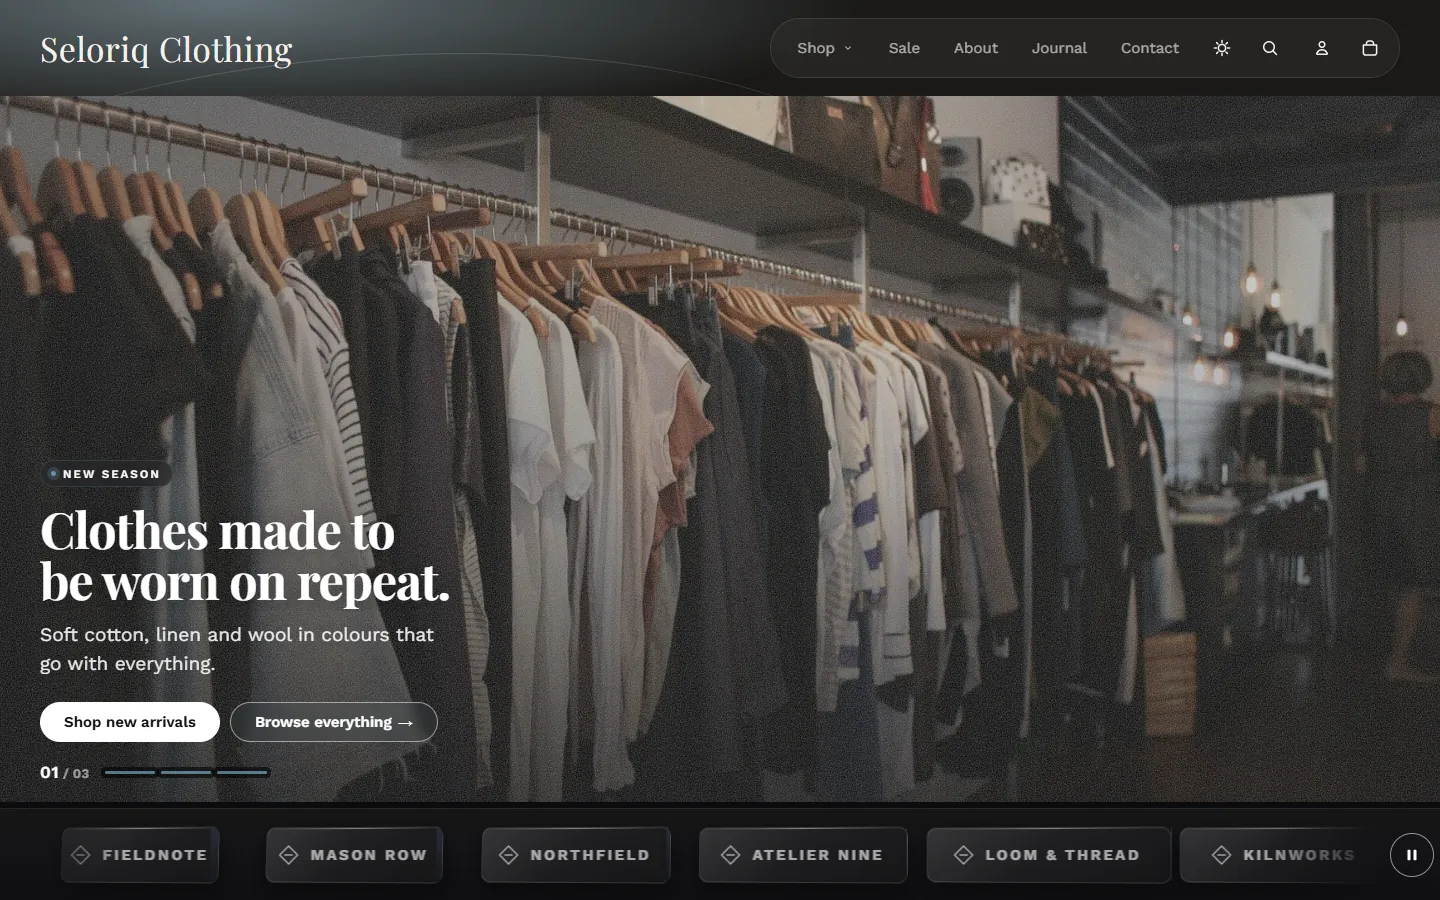 Seloriq Clothing
Shop
Sale
About
Journal
Contact
NEW SEASON
Clothes made to
be worn on repeat.
Soft cotton, linen and wool in colours that
go with everything.
Shop new arrivals
Browse everything →
01 / 03
FIELDNOTE
MASON ROW
NORTHFIELD
ATELIER NINE
LOOM & THREAD
KILNWORKS